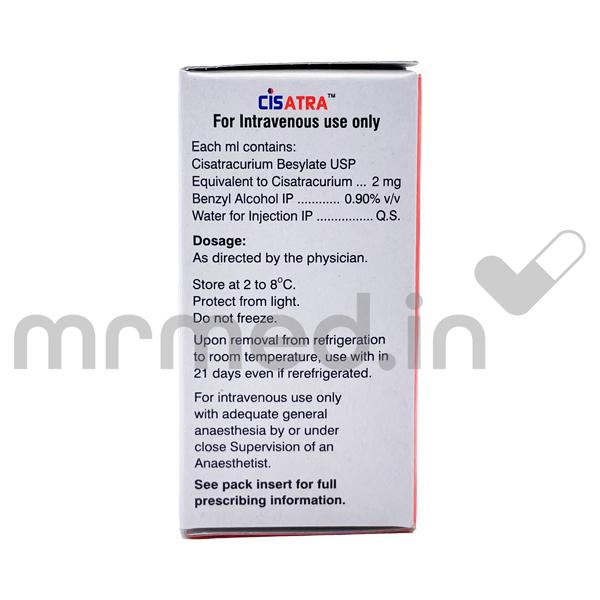 CISATRA™
For Intravenous use only
Each ml contains:
Cisatracurium Besylate USP
Equivalent to Cisatracurium ... 2 mg
Benzyl Alcohol IP ............ 0.90% v/v
Water for Injection IP ................ Q.S.
Dosage:
As directed by the physician.
Store at 2 to 8°C.
Protect from light.
Do not freeze.
mrmed.in
Upon removal from refrigeration
to room temperature, use with in
21 days even if rerefrigerated.
For intravenous use only
with adequate general
anaesthesia by or under
close Supervision of an
Anaesthetist.
See pack insert for full
prescribing information.